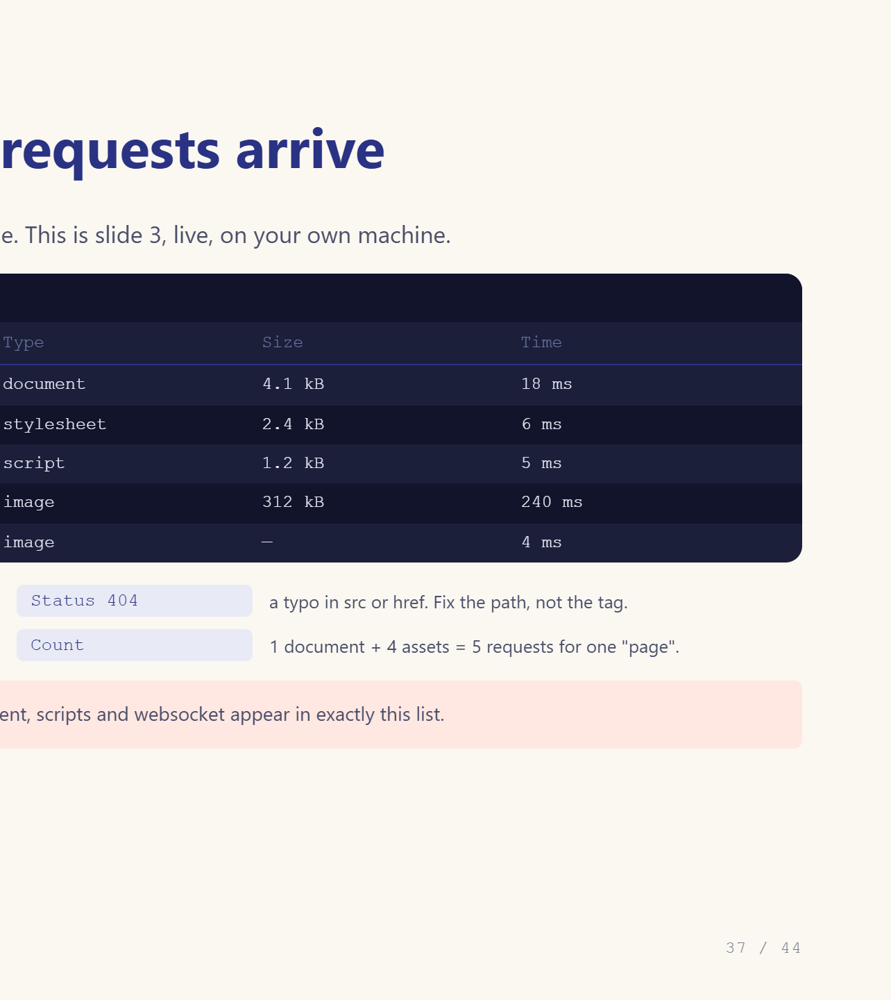 requests arrive
e. This is slide 3, live, on your own machine.
Type Size Time
document 4.1 kB 18 ms
stylesheet 2.4 kB 6 ms
script 1.2 kB 5 ms
image 312 kB 240 ms
image — 4 ms
Status 404 a typo in src or href. Fix the path, not the tag.
Count 1 document + 4 assets = 5 requests for one "page".
ent, scripts and websocket appear in exactly this list.
37 / 44